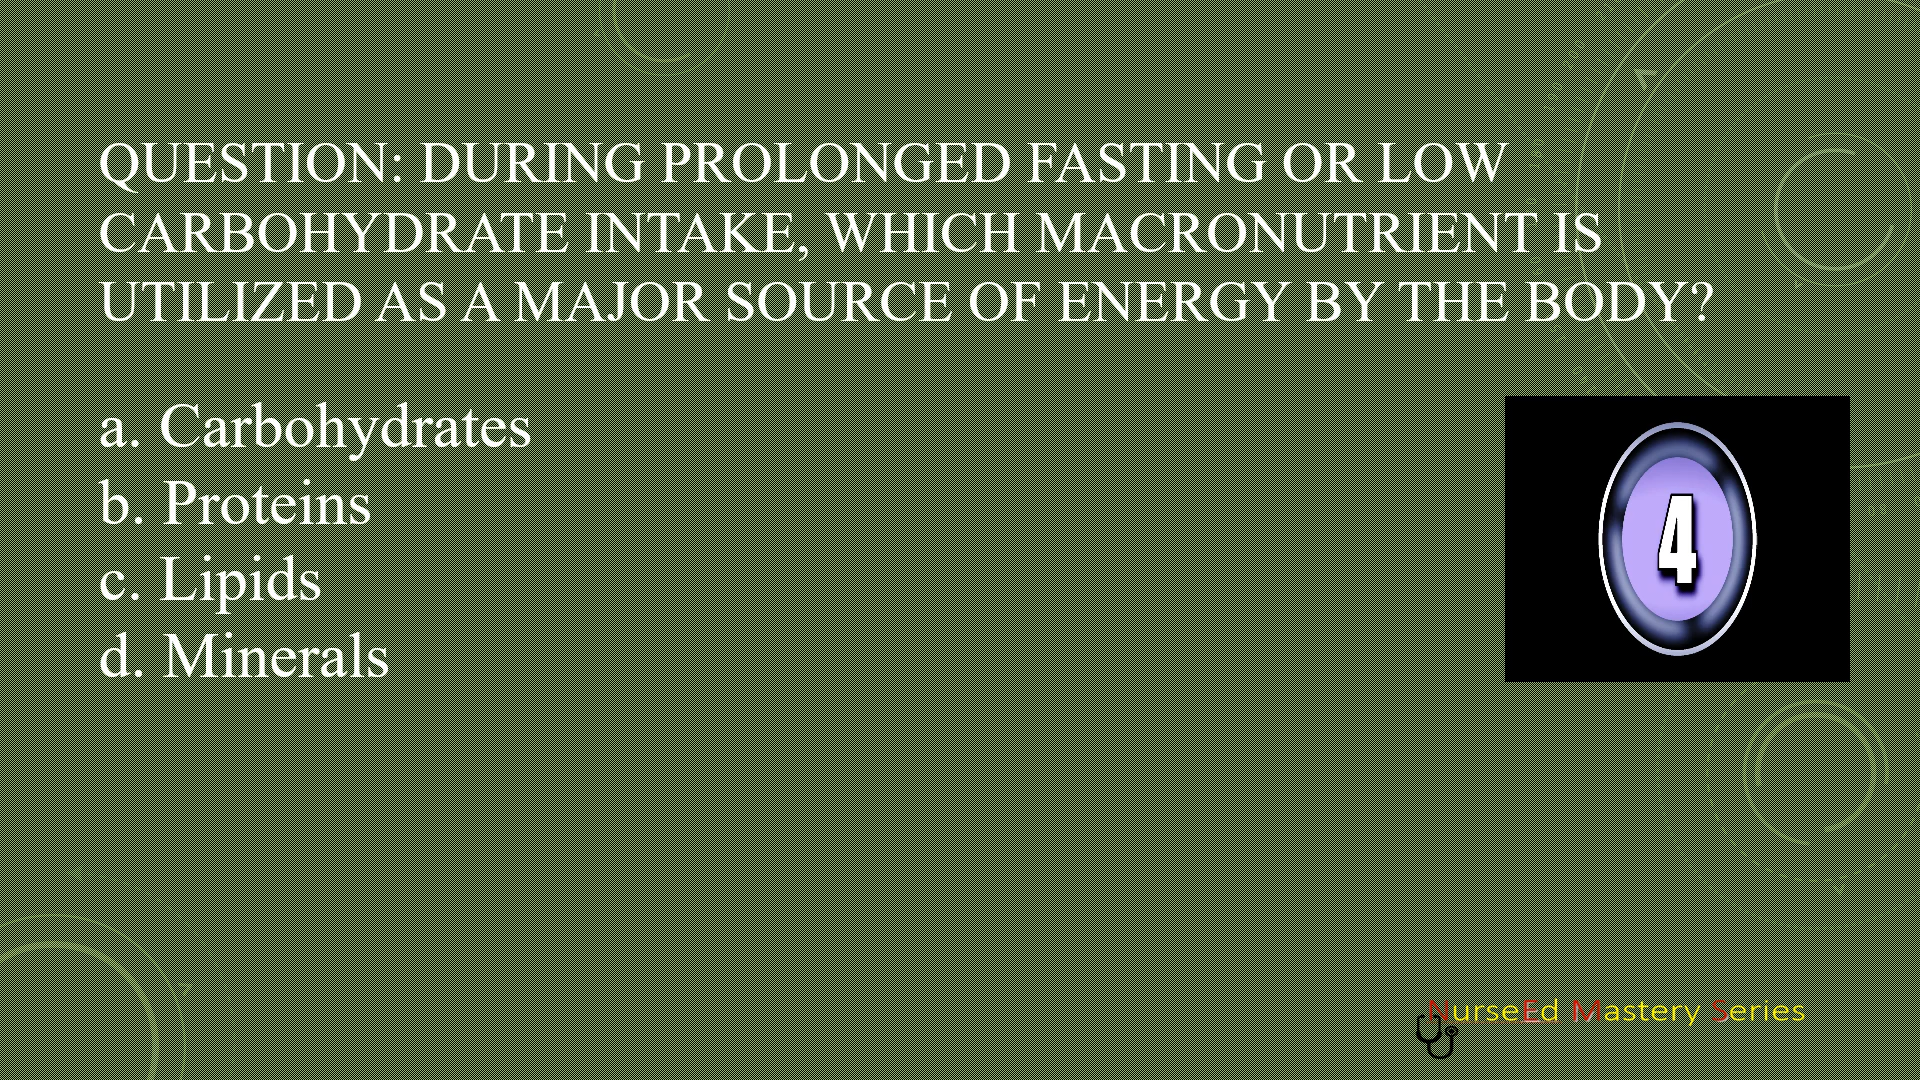 QUESTION: DURING PROLONGED FASTING OR LOW
CARBOHYDRATE INTAKE, WHICH MACRONUTRIENT IS
UTILIZED AS A MAJOR SOURCE OF ENERGY BY THE BODY?
a. Carbohydrates
b. Proteins
c. Lipids
d. Minerals
4
NurseEd Mastery Series